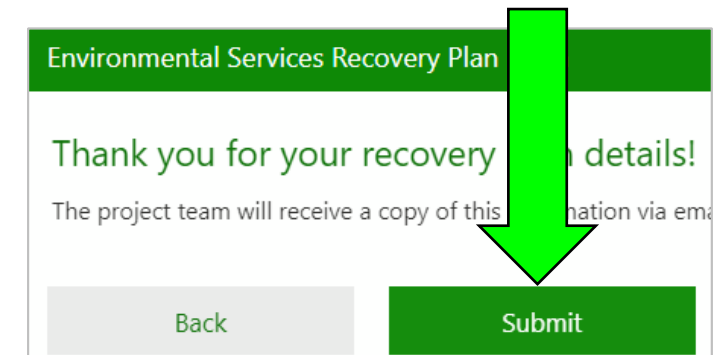 Environmental Services Recovery Plan
Thank you for your recovery details!
The project team will receive a copy of this via
Back
Submit